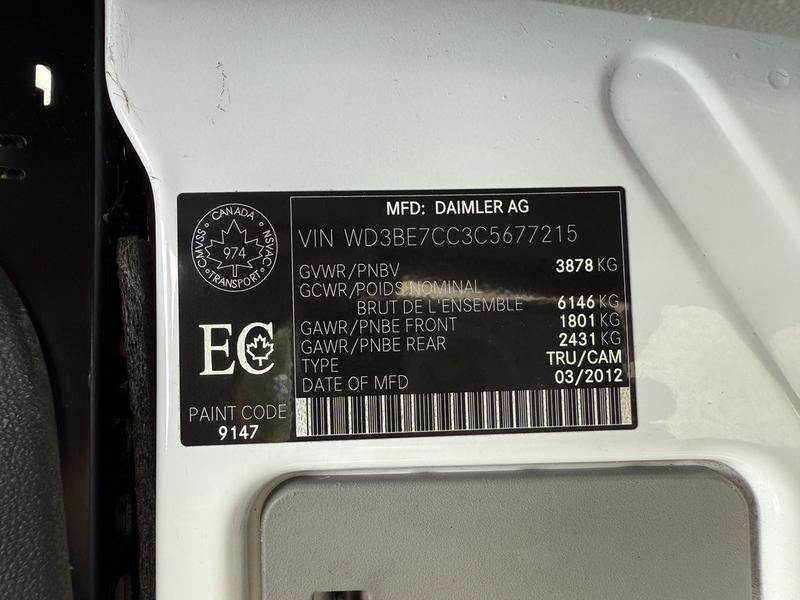 CANADA
CMVSS
NSVAC
974
TRANSPORT
EC
PAINT CODE
9147
MFD: DAIMLER AG
VIN WD3BE7CC3C5677215
GVWR/PNBV 3878 KG
GCWR/POIDS NOMINAL
BRUT DE L'ENSEMBLE 6146 KG
GAWR/PNBE FRONT 1801 KG
GAWR/PNBE REAR 2431 KG
TYPE TRU/CAM
DATE OF MFD 03/2012